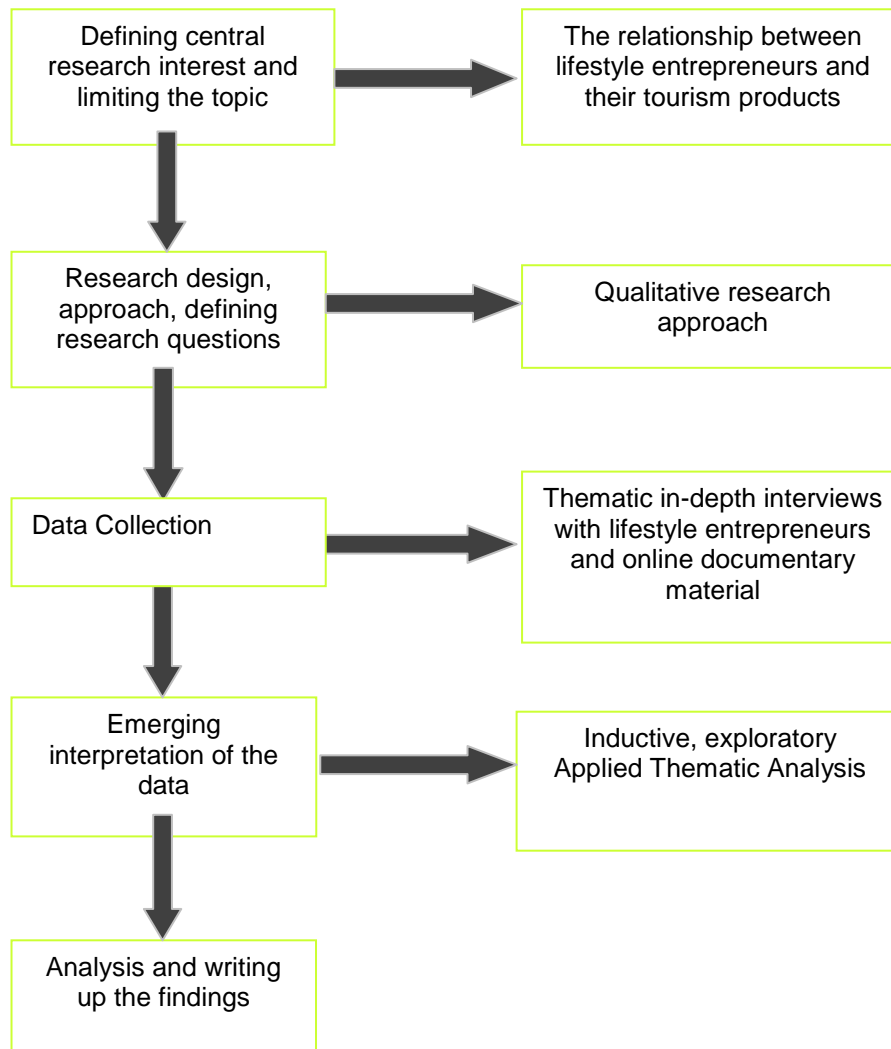 Defining central
research interest and
limiting the topic
The relationship between
lifestyle entrepreneurs and
their tourism products
Research design,
approach, defining
research questions
Qualitative research
approach
Data Collection
Thematic in-depth interviews
with lifestyle entrepreneurs
and online documentary
material
Emerging
interpretation of the
data
Inductive, exploratory
Applied Thematic Analysis
Analysis and writing
up the findings